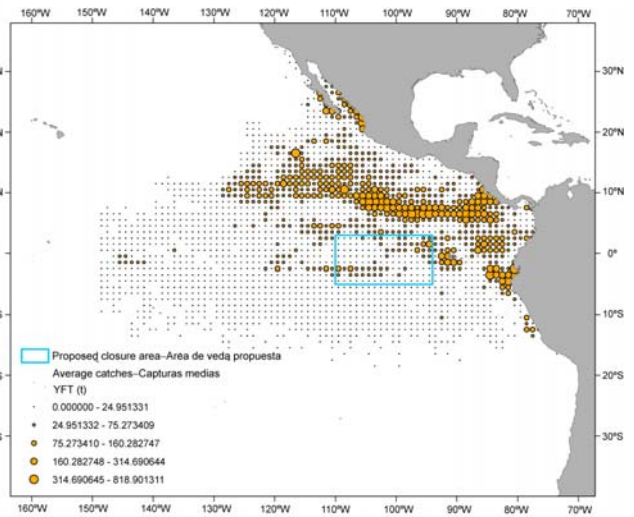 160°W 150°W 140°W 130°W 120°W 110°W 100°W 90°W 80°W 70°W
30°N
20°N
10°N
0°
10°S
20°S
30°S
N
N
N
0°
S
S
S
Proposed closure area–Area de veda propuesta
Average catches–Capturas medias
YFT (t)
0.000000 - 24.951331
24.951332 - 75.273409
75.273410 - 160.282747
160.282748 - 314.690644
314.690645 - 818.901311
160°W 150°W 140°W 130°W 120°W 110°W 100°W 90°W 80°W 70°W